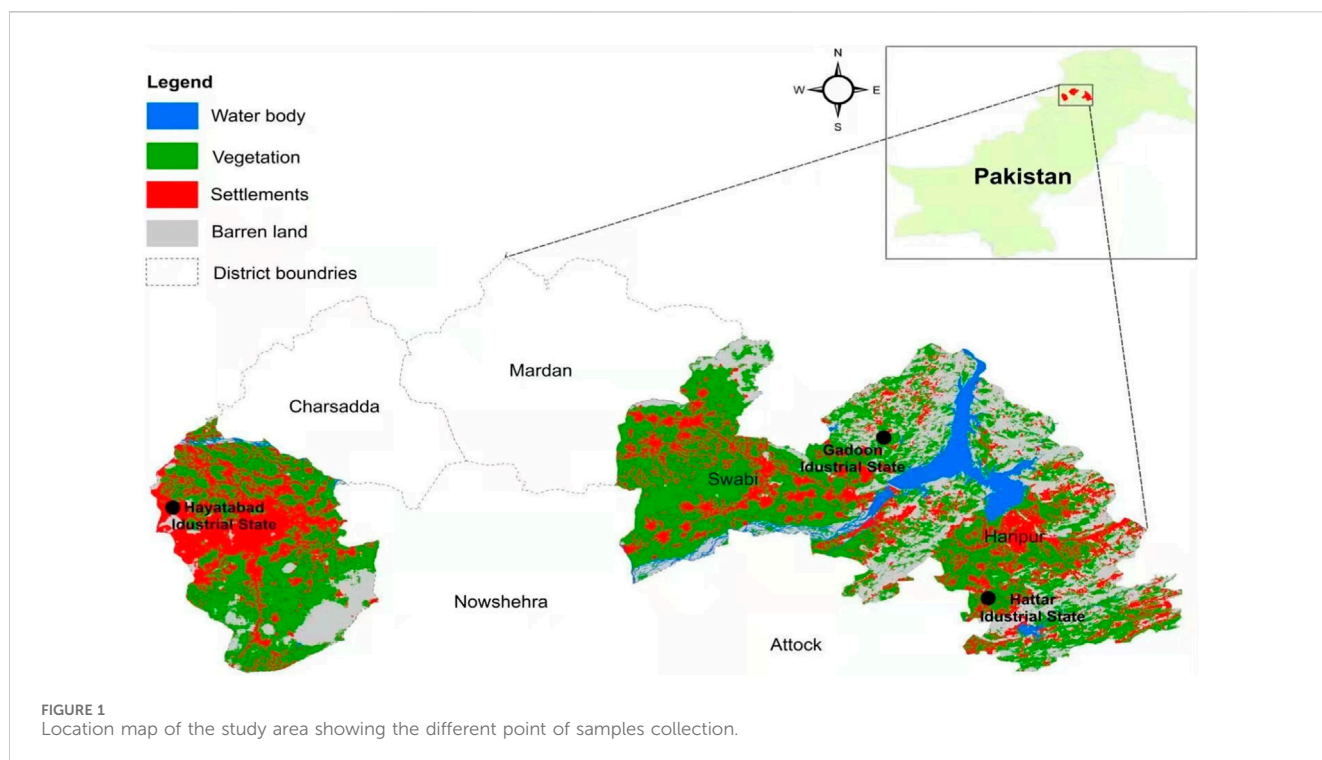 Legend
Water body
Vegetation
Settlements
Barren land
District boundries
N
W
E
S
Pakistan
Mardan
Charsadda
Gadoon
Idustrial State
Swabi
Hayatabad
Idustrial State
Haripur
Nowshehra
Hattar
Idustrial State
Attock
FIGURE 1
Location map of the study area showing the different point of samples collection.